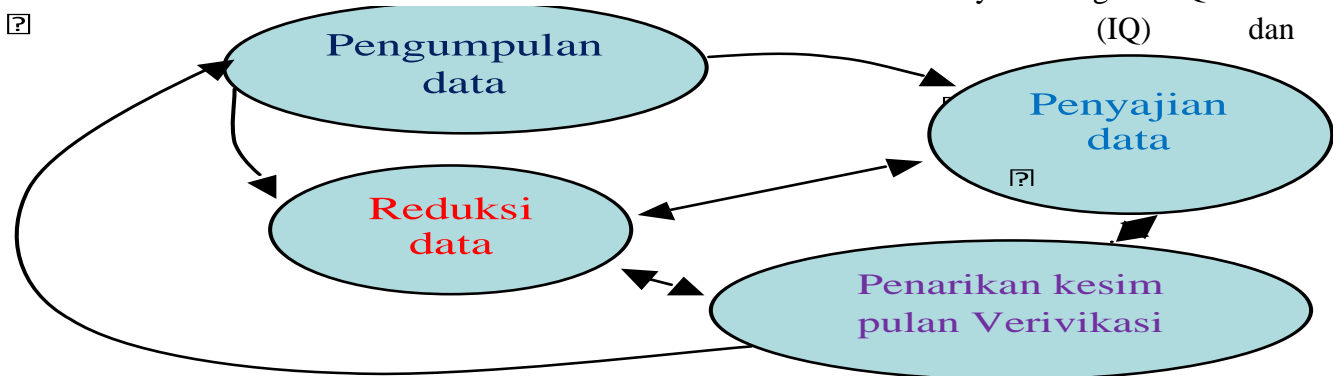 (IQ) dan
Pengumpulan
data
Penyajian
data
Reduksi
data
Penarikan kesim
pulan Verivikasi